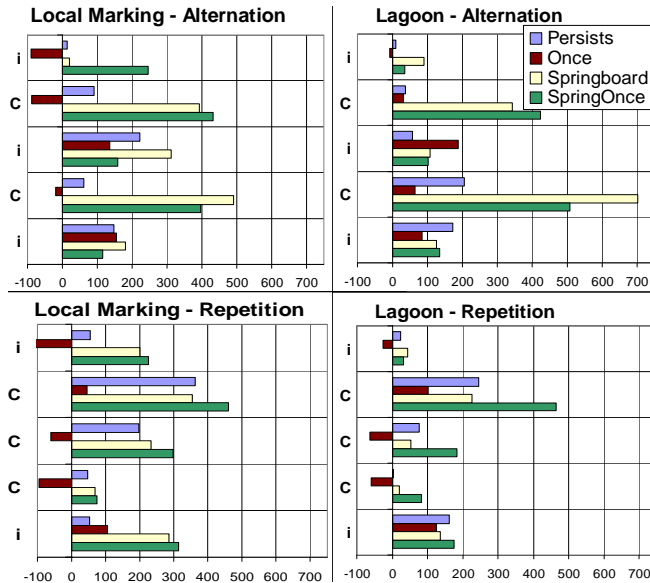 Local Marking - Alternation
Lagoon - Alternation
Persists
Once
Springboard
SpringOnce
i
C
i
C
i
-100 0 100 200 300 400 500 600 700
i
C
i
C
i
-100 0 100 200 300 400 500 600 700
Local Marking - Repetition
Lagoon - Repetition
i
C
C
C
i
-100 0 100 200 300 400 500 600 700
i
C
C
C
i
-100 0 100 200 300 400 500 600 700